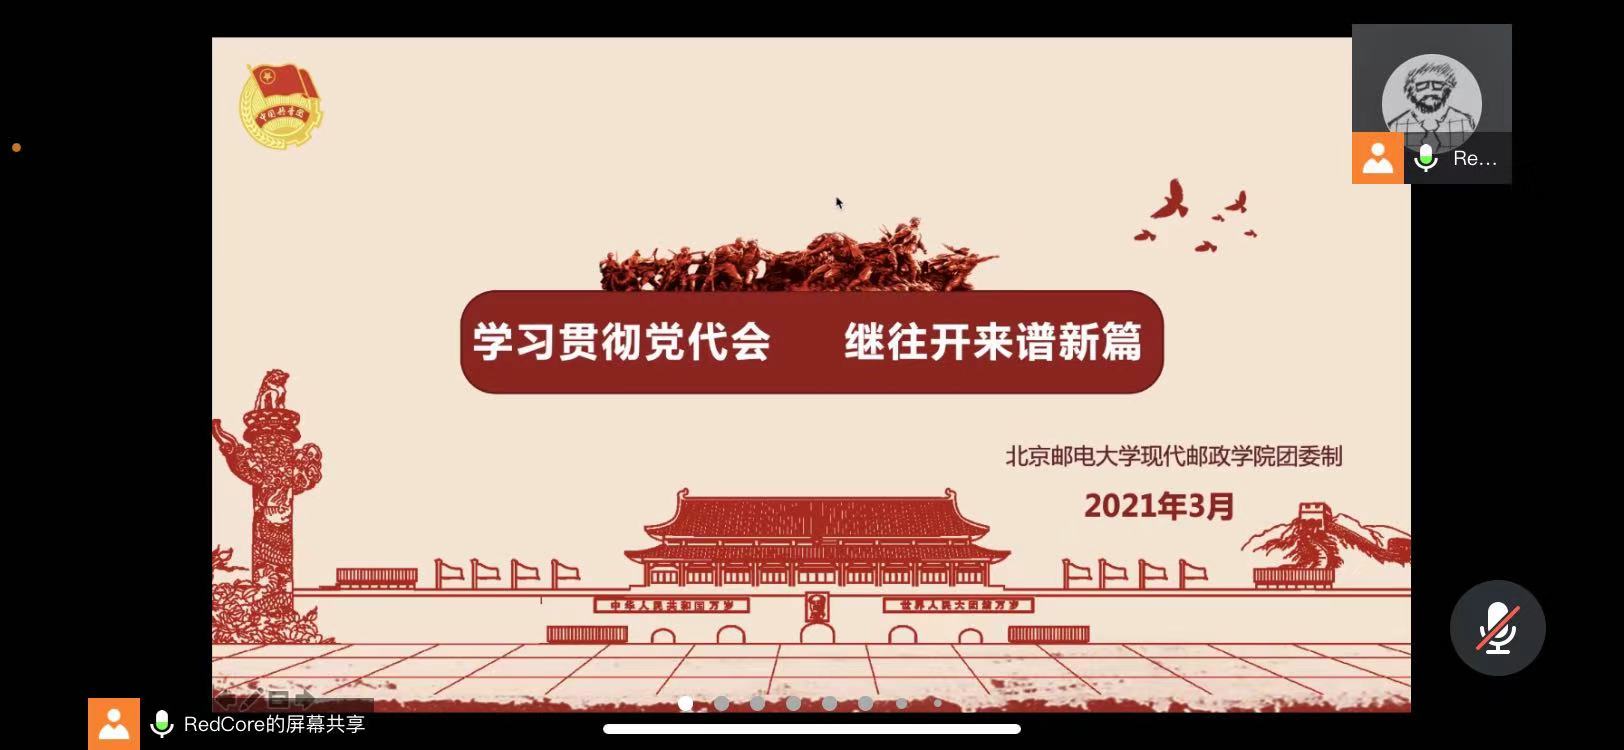 中国共青团
Re...
学习贯彻党代会 继往开来谱新篇
北京邮电大学现代邮政学院团委制
2021年3月
中华人民共和国万岁 世界人民大团结万岁
RedCore的屏幕共享